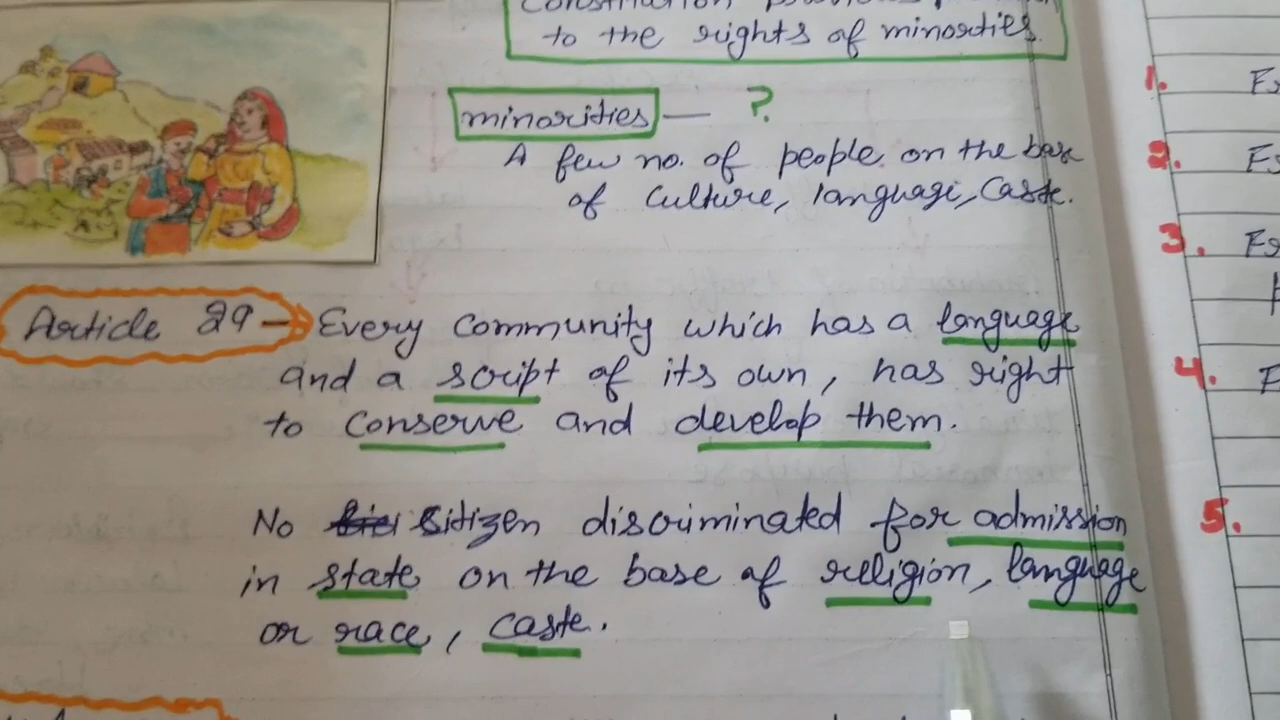 to the rights of minorties.
minorities — ?
A few no. of people on the base
of Culture, language, Caste.
Article 29 → Every Community which has a language
and a script of its own, has right
to conserve and develop them.
No citizen discriminated for admission
in state on the base of religion, language
or race, caste.
1.
2.
3.
4.
5.